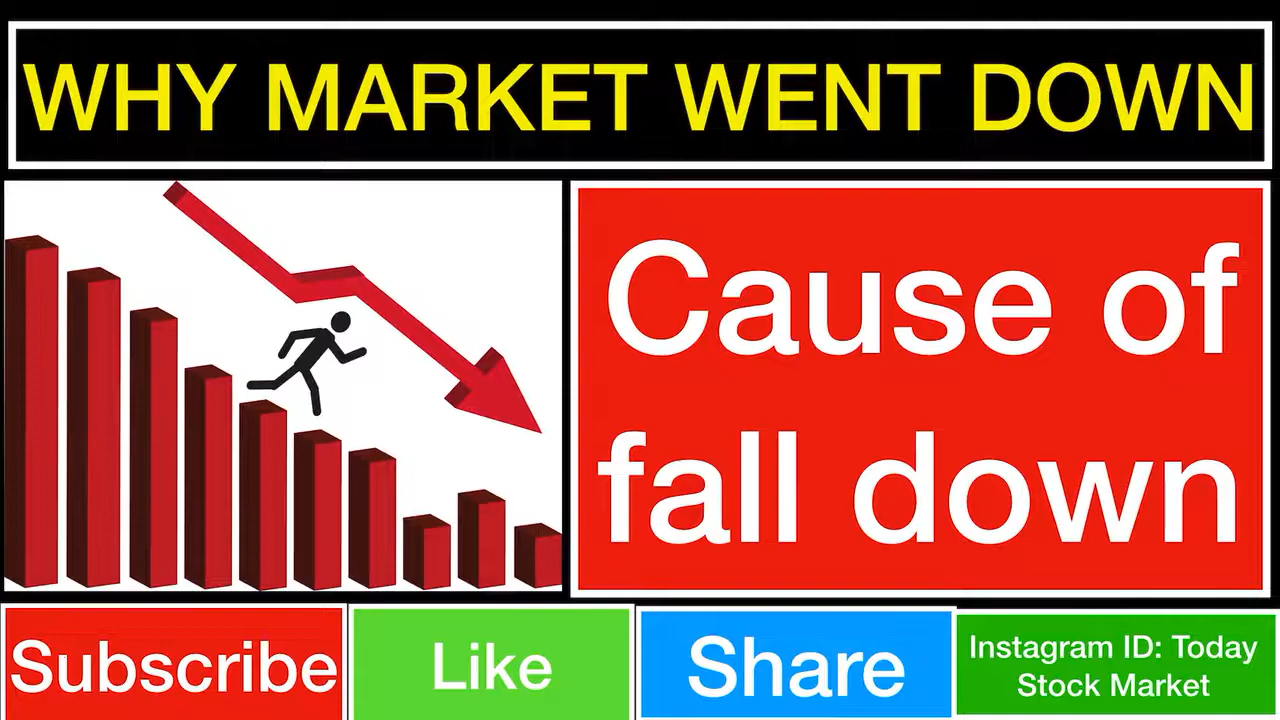 WHY MARKET WENT DOWN
Cause of
fall down
Subscribe
Like
Share
Instagram ID: Today
Stock Market